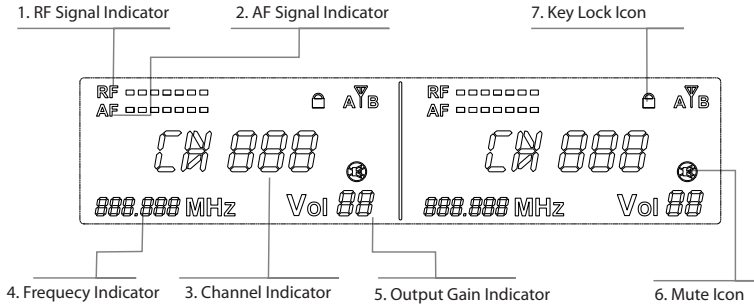 1. RF Signal Indicator 2. AF Signal Indicator 7. Key Lock Icon
RF RF
AF A B AF A B
CH 888 CH 888
888.888 MHz Vol 88 888.888 MHz Vol 88
4. Frequecy Indicator 3. Channel Indicator 5. Output Gain Indicator 6. Mute Icon